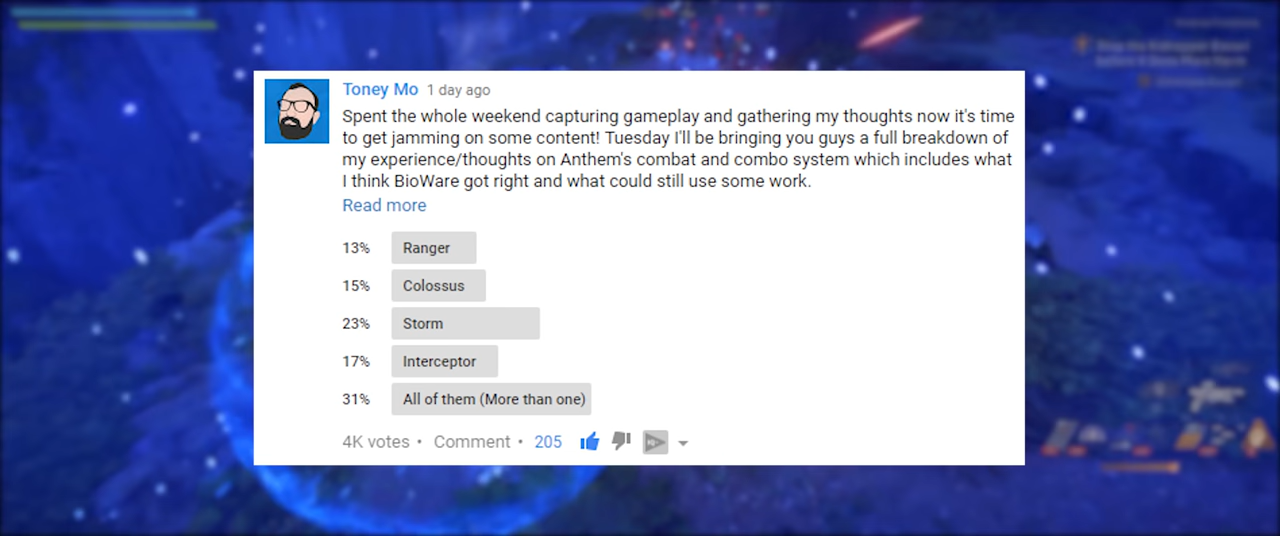 Toney Mo 1 day ago
Spent the whole weekend capturing gameplay and gathering my thoughts now it's time
to get jamming on some content! Tuesday I'll be bringing you guys a full breakdown of
my experience/thoughts on Anthem's combat and combo system which includes what
I think BioWare got right and what could still use some work.
Read more
13% Ranger
15% Colossus
23% Storm
17% Interceptor
31% All of them (More than one)
4K votes • Comment • 205